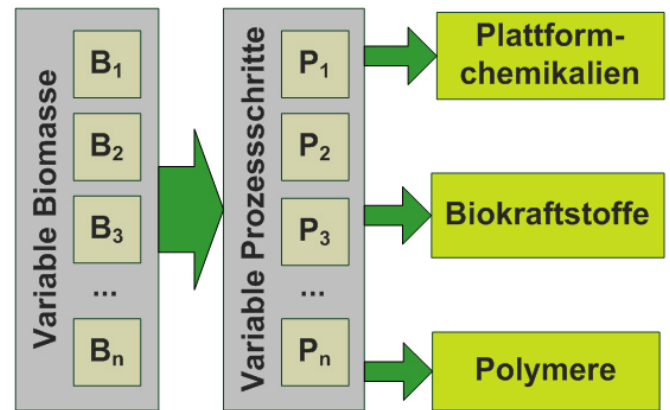 Variable Biomasse
B1
B2
B3
...
Bn
Variable Prozessschritte
P1
P2
P3
...
Pn
Plattform-
chemikalien
Biokraftstoffe
Polymere